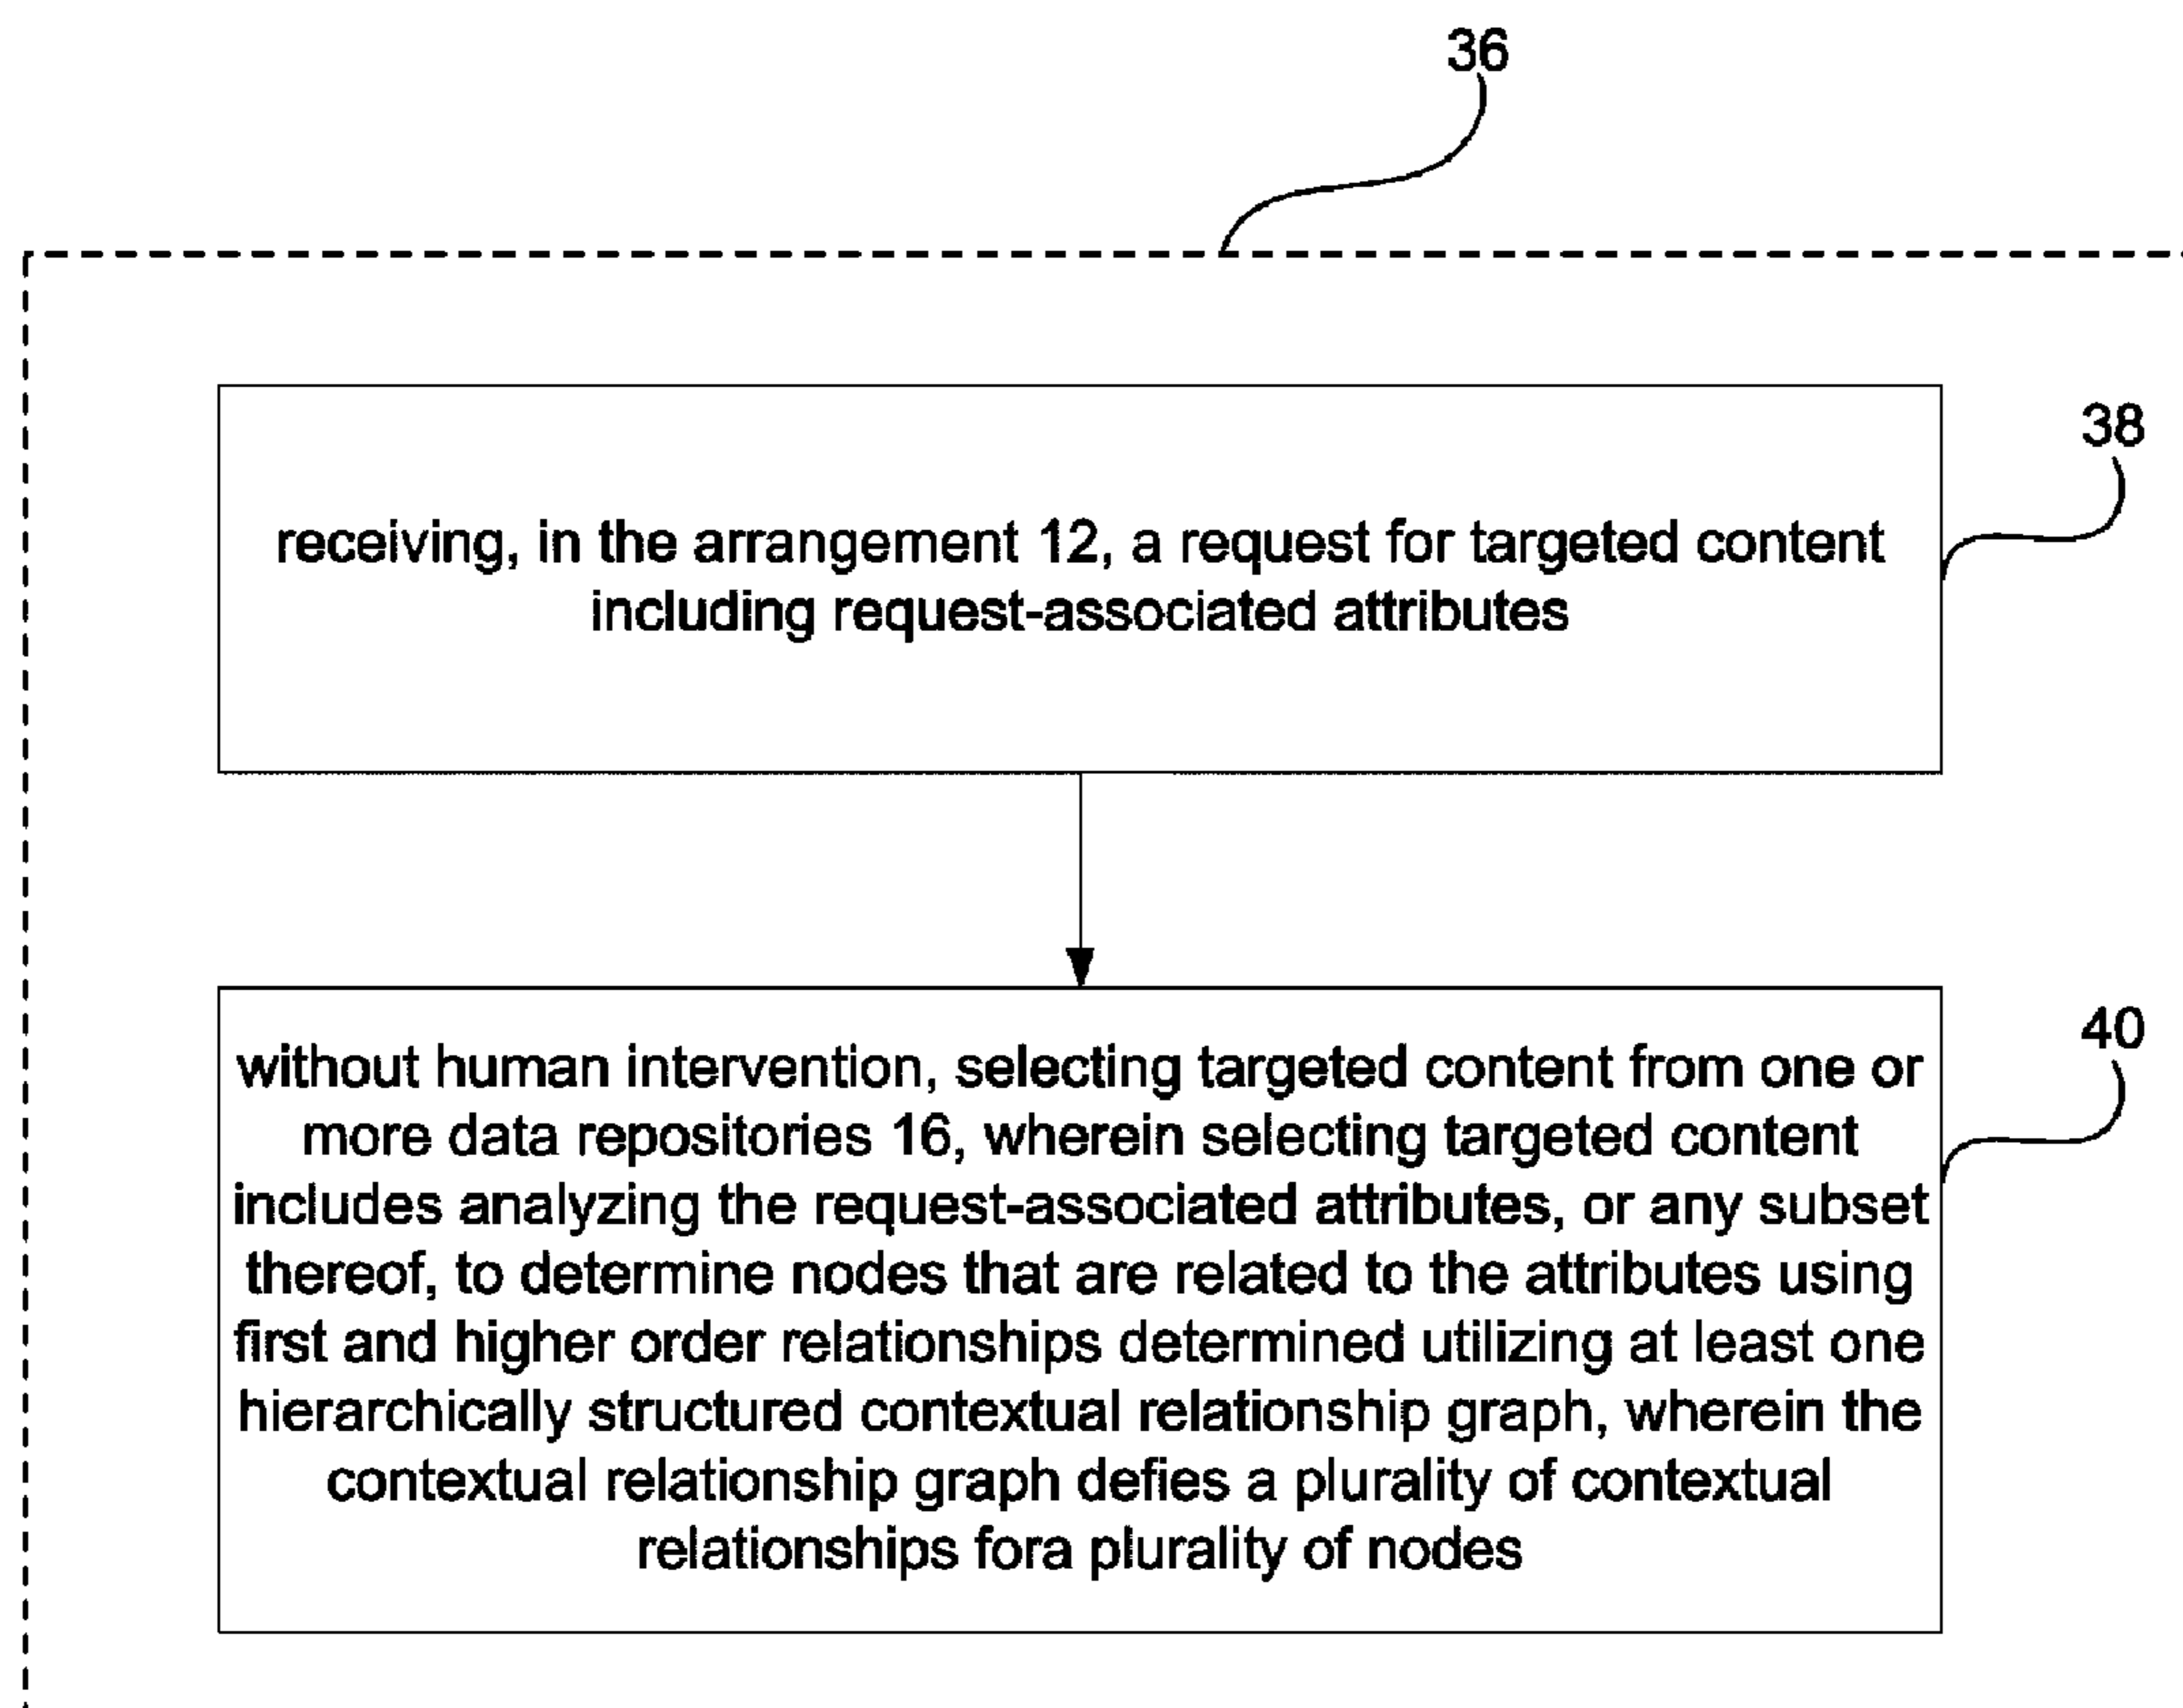 36
38
receiving, in the arrangement 12, a request for targeted content
including request-associated attributes
40
without human intervention, selecting targeted content from one or
more data repositories 16, wherein selecting targeted content
includes analyzing the request-associated attributes, or any subset
thereof, to determine nodes that are related to the attributes using
first and higher order relationships determined utilizing at least one
hierarchically structured contextual relationship graph, wherein the
contextual relationship graph defies a plurality of contextual
relationships fora plurality of nodes